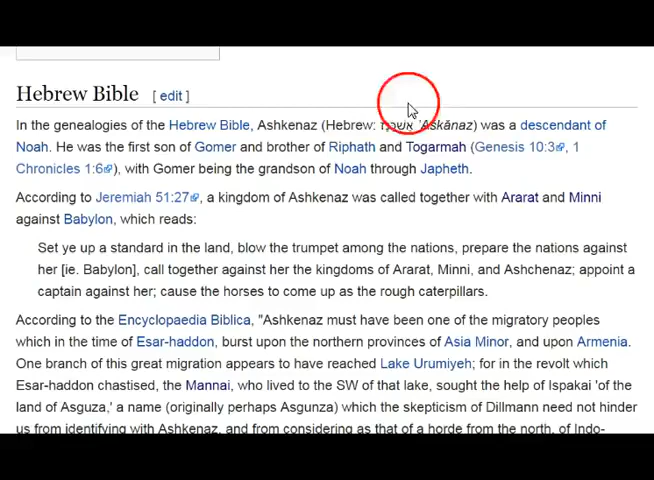 Hebrew Bible [ edit ]
In the genealogies of the Hebrew Bible, Ashkenaz (Hebrew: אַשְׁכְּנַז 'Aškănaz) was a descendant of
Noah. He was the first son of Gomer and brother of Riphath and Togarmah (Genesis 10:3, 1
Chronicles 1:6), with Gomer being the grandson of Noah through Japheth.
According to Jeremiah 51:27, a kingdom of Ashkenaz was called together with Ararat and Minni
against Babylon, which reads:
Set ye up a standard in the land, blow the trumpet among the nations, prepare the nations against
her [ie. Babylon], call together against her the kingdoms of Ararat, Minni, and Ashchenaz; appoint a
captain against her; cause the horses to come up as the rough caterpillars.
According to the Encyclopaedia Biblica, "Ashkenaz must have been one of the migratory peoples
which in the time of Esar-haddon, burst upon the northern provinces of Asia Minor, and upon Armenia.
One branch of this great migration appears to have reached Lake Urumiyeh; for in the revolt which
Esar-haddon chastised, the Mannai, who lived to the SW of that lake, sought the help of Ispakai 'of the
land of Asguza,' a name (originally perhaps Asgunza) which the skepticism of Dillmann need not hinder
us from identifying with Ashkenaz, and from considering as that of a horde from the north, of Indo-